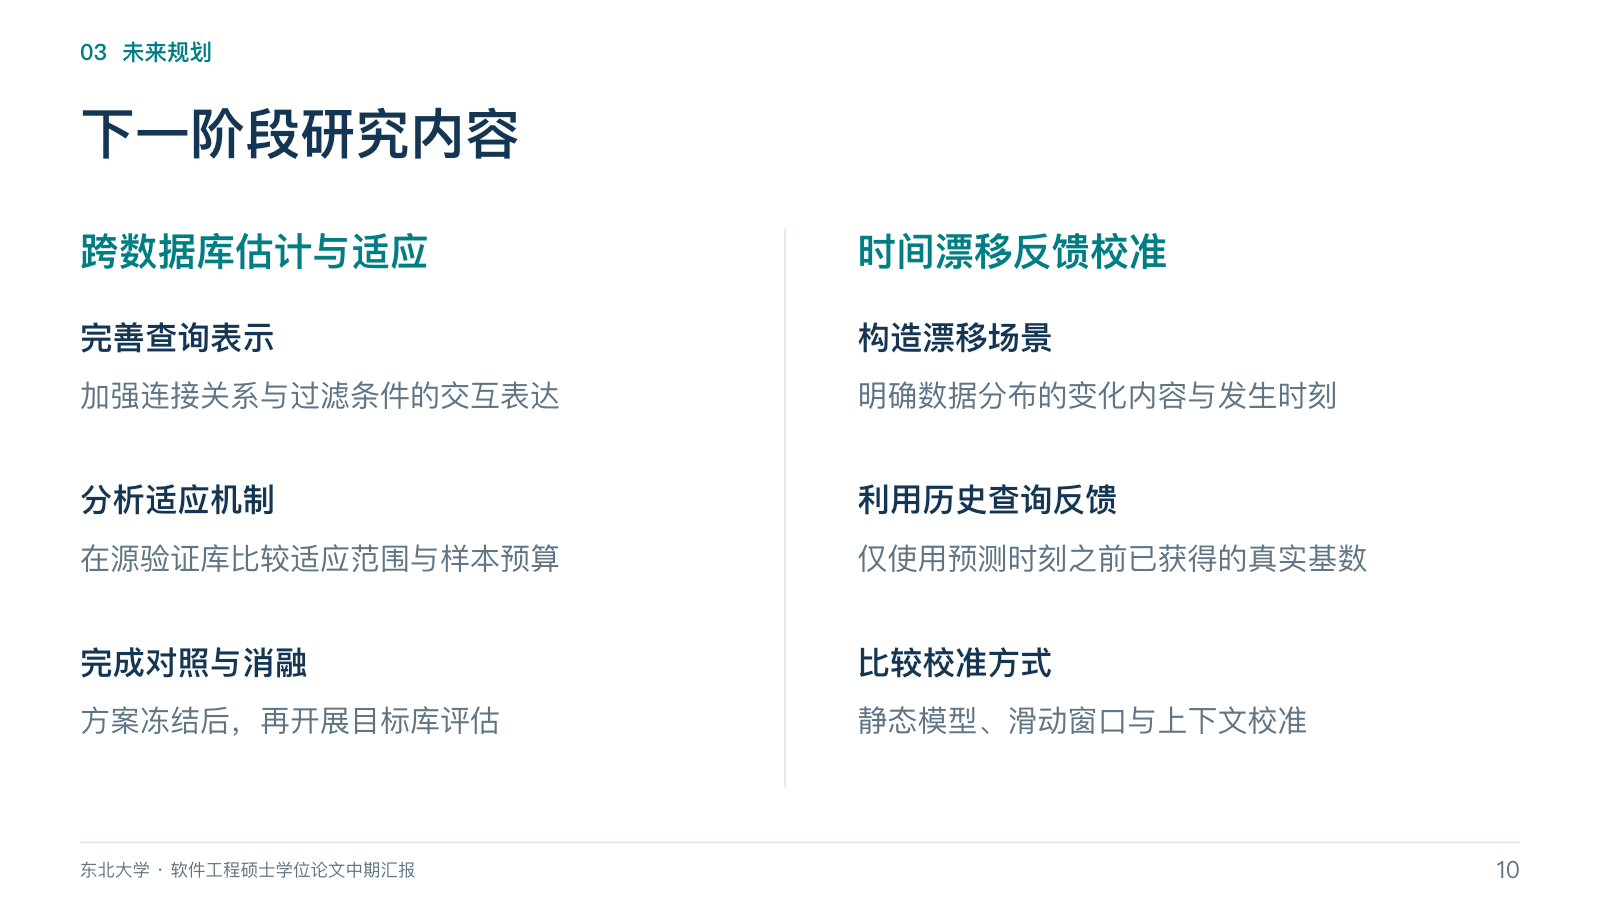 03 未来规划
下一阶段研究内容
跨数据库估计与适应
完善查询表示
加强连接关系与过滤条件的交互表达
分析适应机制
在源验证库比较适应范围与样本预算
完成对照与消融
方案冻结后，再开展目标库评估
时间漂移反馈校准
构造漂移场景
明确数据分布的变化内容与发生时刻
利用历史查询反馈
仅使用预测时刻之前已获得的真实基数
比较校准方式
静态模型、滑动窗口与上下文校准
东北大学 · 软件工程硕士学位论文中期汇报
10